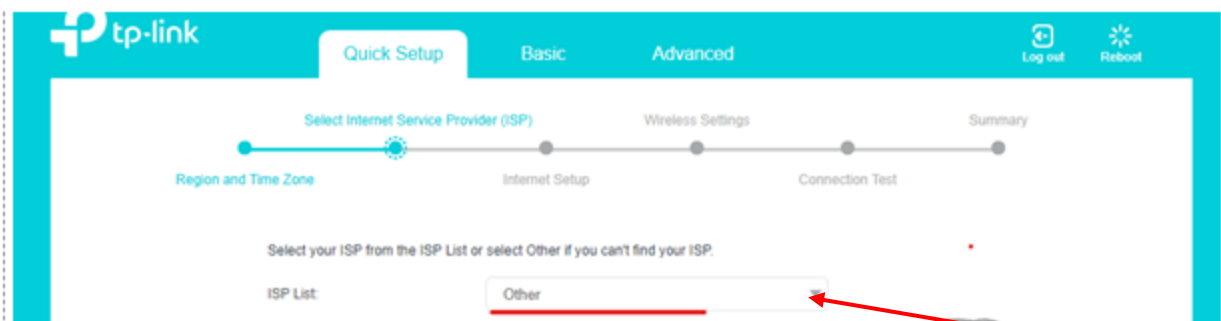 tp-link
Quick Setup Basic Advanced
Log out Reboot
Select Internet Service Provider (ISP) Wireless Settings Summary
Region and Time Zone Internet Setup Connection Test
Select your ISP from the ISP List or select Other if you can't find your ISP.
ISP List: Other